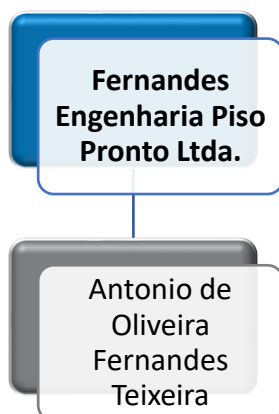 Fernandes
Engenharia Piso
Pronto Ltda.
Antonio de
Oliveira
Fernandes
Teixeira